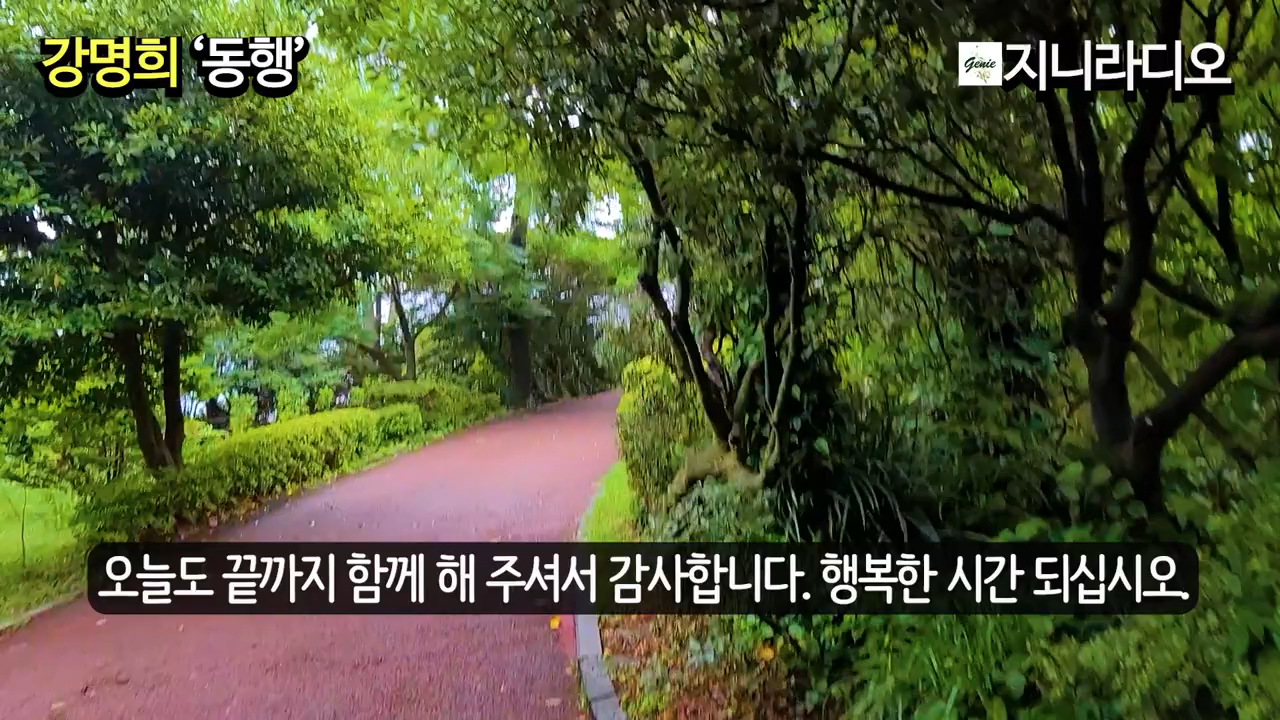 강명희 ‘동행’
Genie 지니라디오
오늘도 끝까지 함께 해 주셔서 감사합니다. 행복한 시간 되십시오.